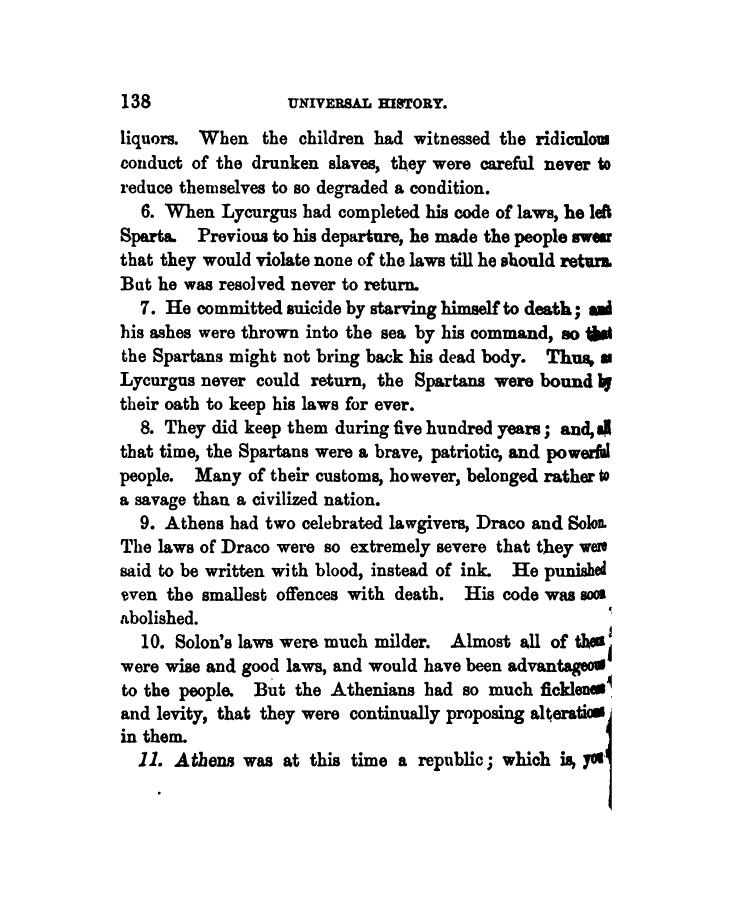 138 UNIVERSAL HISTORY.
liquors. When the children had witnessed the ridiculous
conduct of the drunken slaves, they were careful never to
reduce themselves to so degraded a condition.
6. When Lycurgus had completed his code of laws, he left
Sparta. Previous to his departure, he made the people swear
that they would violate none of the laws till he should return.
But he was resolved never to return.
7. He committed suicide by starving himself to death; and
his ashes were thrown into the sea by his command, so that
the Spartans might not bring back his dead body. Thus, as
Lycurgus never could return, the Spartans were bound by
their oath to keep his laws for ever.
8. They did keep them during five hundred years; and, all
that time, the Spartans were a brave, patriotic, and powerful
people. Many of their customs, however, belonged rather to
a savage than a civilized nation.
9. Athens had two celebrated lawgivers, Draco and Solon.
The laws of Draco were so extremely severe that they were
said to be written with blood, instead of ink. He punished
even the smallest offences with death. His code was soon
abolished.
10. Solon's laws were much milder. Almost all of them
were wise and good laws, and would have been advantageous
to the people. But the Athenians had so much fickleness
and levity, that they were continually proposing alterations
in them.
11. Athens was at this time a republic; which is, you